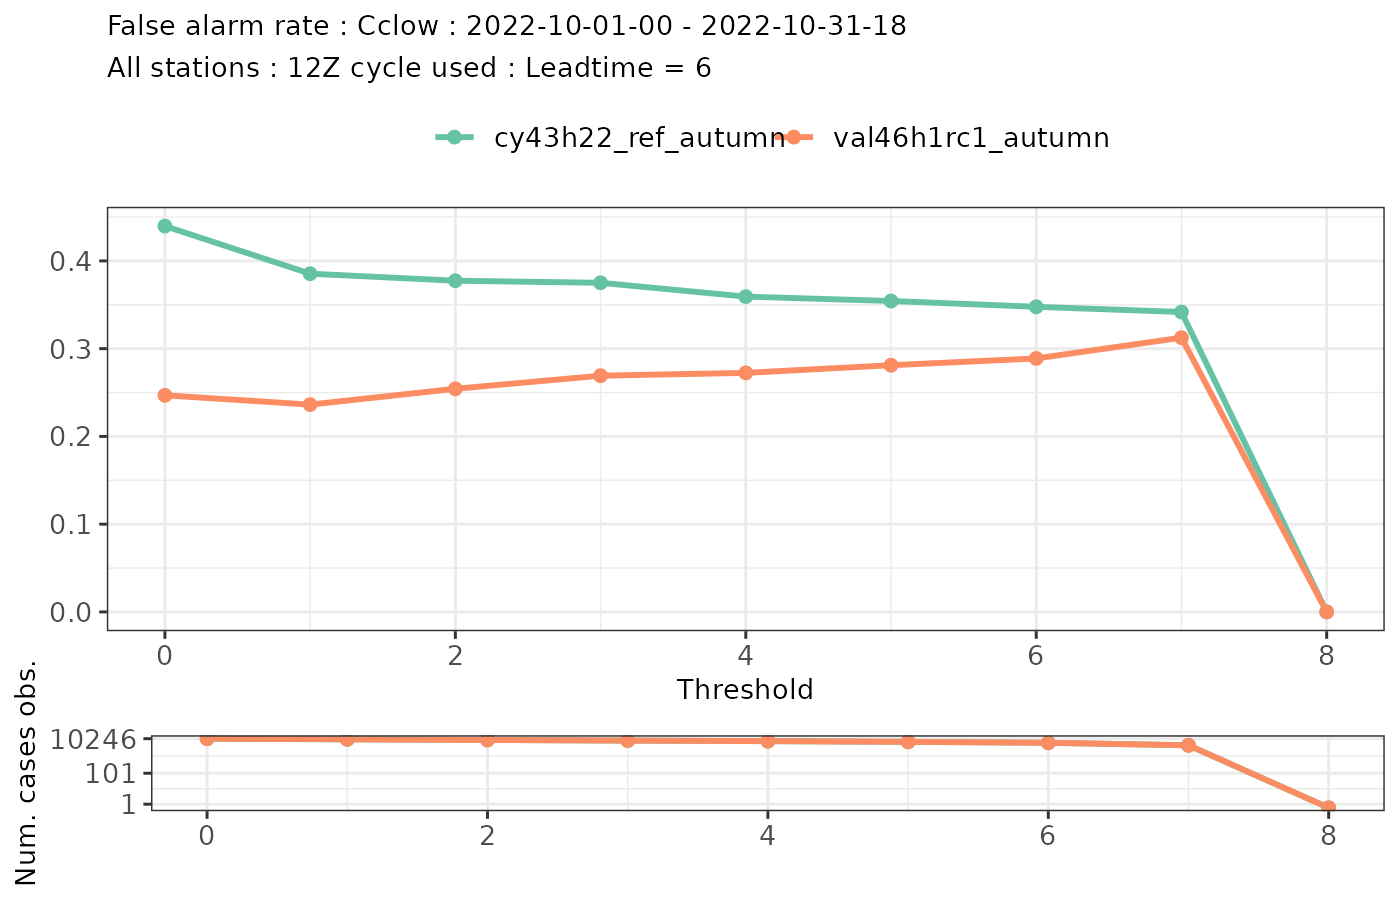 False alarm rate : Cclow : 2022-10-01-00 - 2022-10-31-18
All stations : 12Z cycle used : Leadtime = 6
cy43h22_ref_autumn val46h1rc1_autumn
0.4
0.3
0.2
0.1
0.0
0 2 4 6 8
Threshold
Num. cases obs.
10246
101
1
0 2 4 6 8